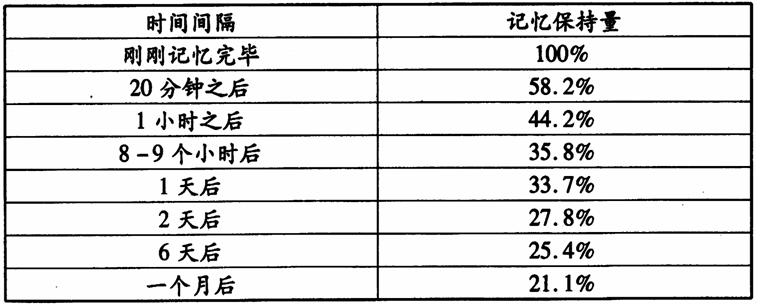 时间间隔 记忆保持量
刚刚记忆完毕 100%
20分钟之后 58.2%
1小时之后 44.2%
8-9个小时后 35.8%
1天后 33.7%
2天后 27.8%
6天后 25.4%
一个月后 21.1%